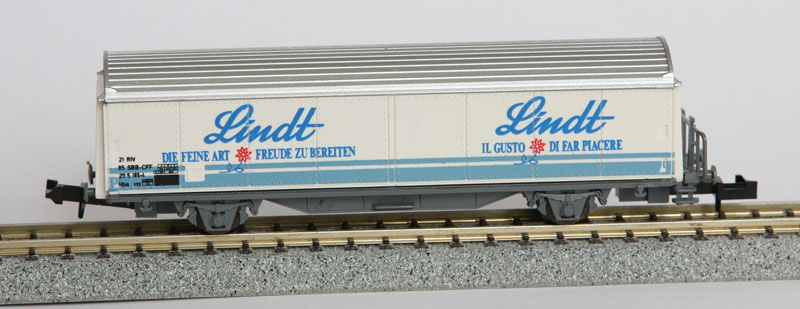 Lindt
DIE FEINE ART FREUDE ZU BEREITEN
Lindt
IL GUSTO DI FAR PIACERE
21 RIV
85 SBB-CFF